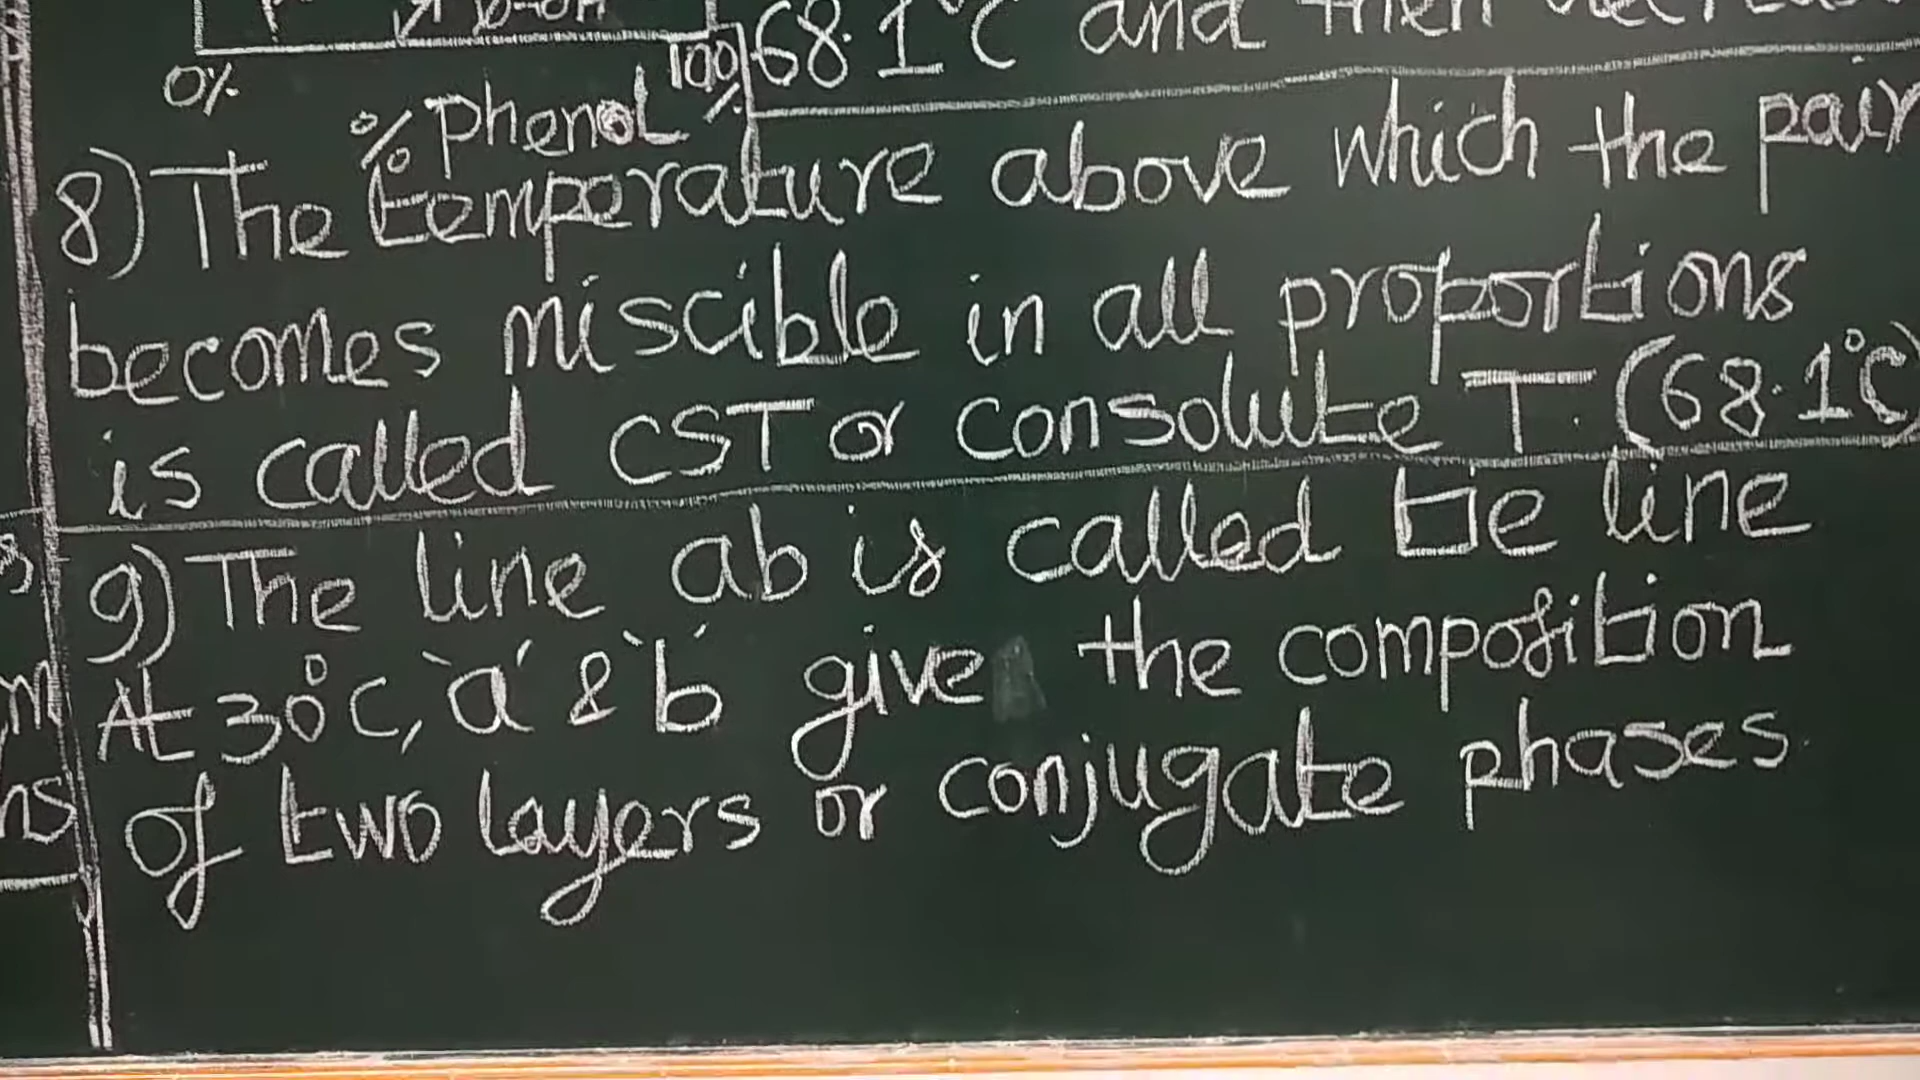 68.1°C and then
0%
100%
% Phenol
8) The temperature above which the pair
becomes miscible in all proportions
is called CST or consolute T. (68.1°C)
9) The line ab is called tie line
At 30°C, 'a' & 'b' give the composition
of two layers or conjugate phases.